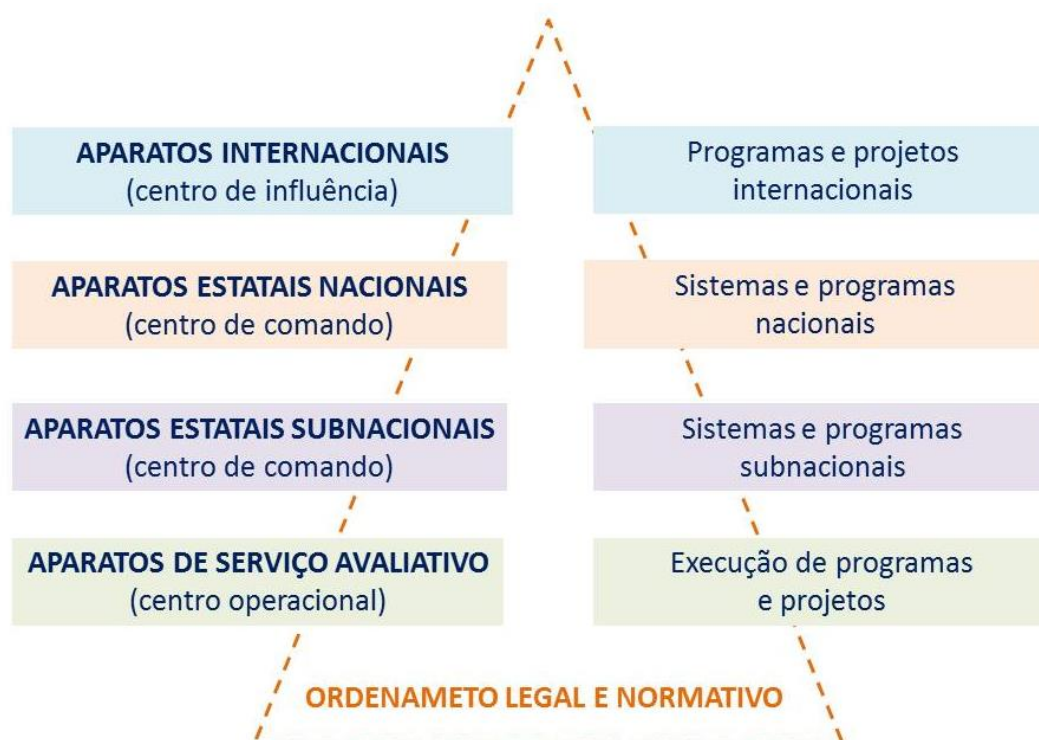 APARATOS INTERNACIONAIS
(centro de influência)
Programas e projetos
internacionais
APARATOS ESTATAIS NACIONAIS
(centro de comando)
Sistemas e programas
nacionais
APARATOS ESTATAIS SUBNACIONAIS
(centro de comando)
Sistemas e programas
subnacionais
APARATOS DE SERVIÇO AVALIATIVO
(centro operacional)
Execução de programas
e projetos
ORDENAMETO LEGAL E NORMATIVO